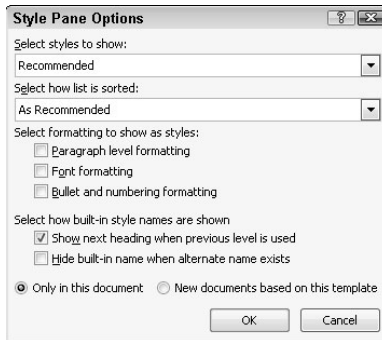 Style Pane Options
Select styles to show:
Recommended
Select how list is sorted:
As Recommended
Select formatting to show as styles:
Paragraph level formatting
Font formatting
Bullet and numbering formatting
Select how built-in style names are shown
Show next heading when previous level is used
Hide built-in name when alternate name exists
Only in this document New documents based on this template
OK Cancel